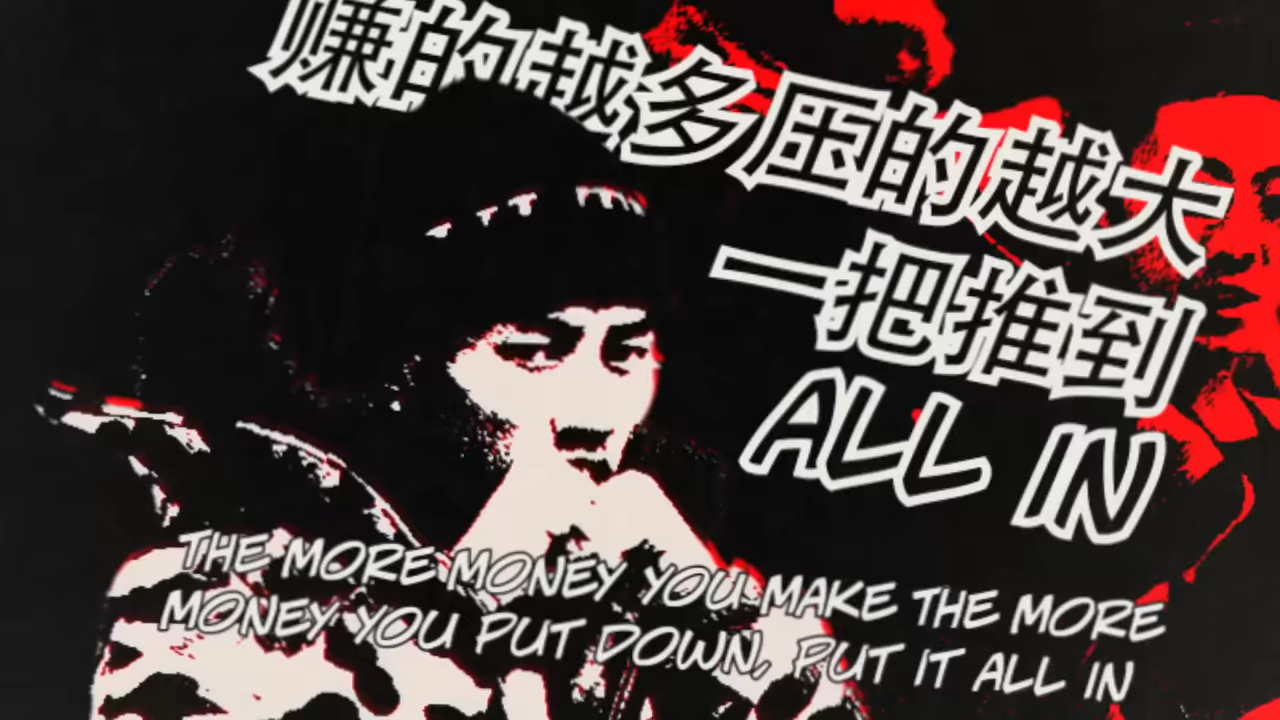 赚的越多压的越大
一把推到
ALL IN
THE MORE MONEY YOU MAKE THE MORE
MONEY YOU PUT DOWN, PUT IT ALL IN